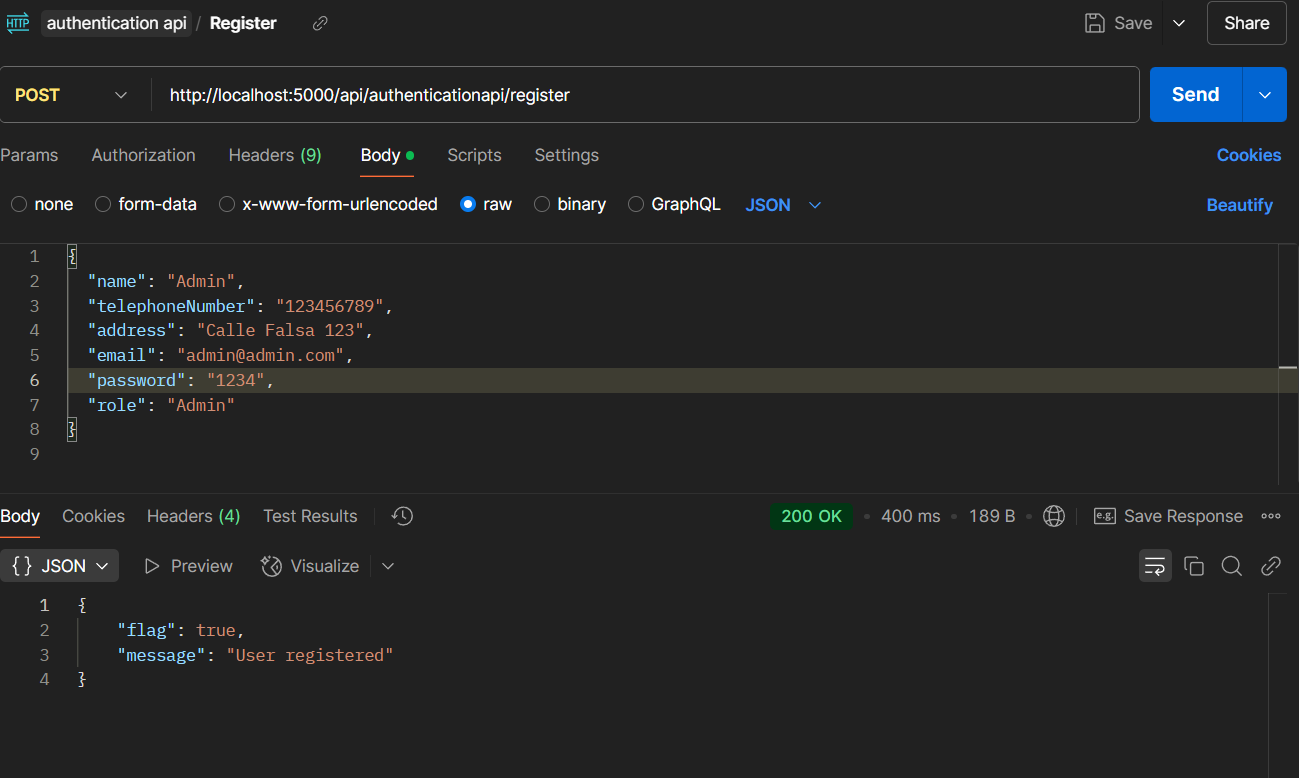 HTTP authentication api / Register Save Share
POST http://localhost:5000/api/authenticationapi/register Send
Params Authorization Headers (9) Body Scripts Settings Cookies
none form-data x-www-form-urlencoded raw binary GraphQL JSON Beautify
1 {
2 "name": "Admin",
3 "telephoneNumber": "123456789",
4 "address": "Calle Falsa 123",
5 "email": "admin@admin.com",
6 "password": "1234",
7 "role": "Admin"
8 }
9
Body Cookies Headers (4) Test Results 200 OK • 400 ms • 189 B • e.g. Save Response
{} JSON Preview Visualize
1 {
2 "flag": true,
3 "message": "User registered"
4 }